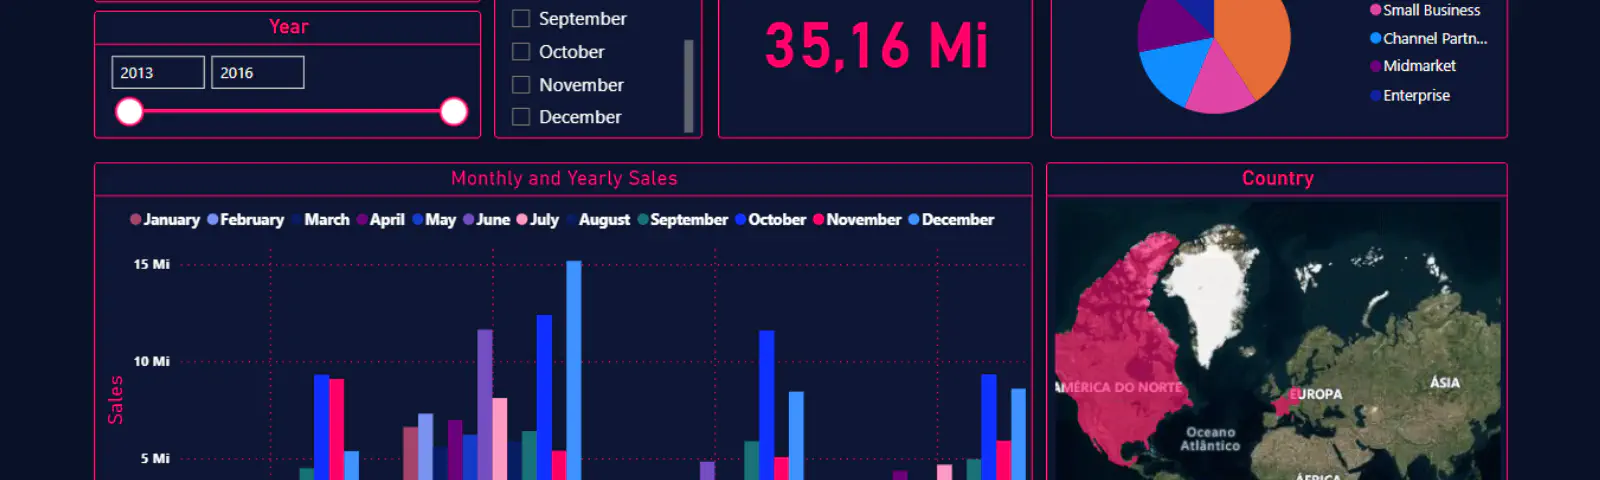 Year
2013 2016
September
October
November
December
35,16 Mi
Small Business
Channel Partn...
Midmarket
Enterprise
Monthly and Yearly Sales
January February March April May June July August September October November December
15 Mi
10 Mi
5 Mi
Sales
Country
AMÉRICA DO NORTE
EUROPA
ÁSIA
Oceano
Atlântico
ÁFRICA